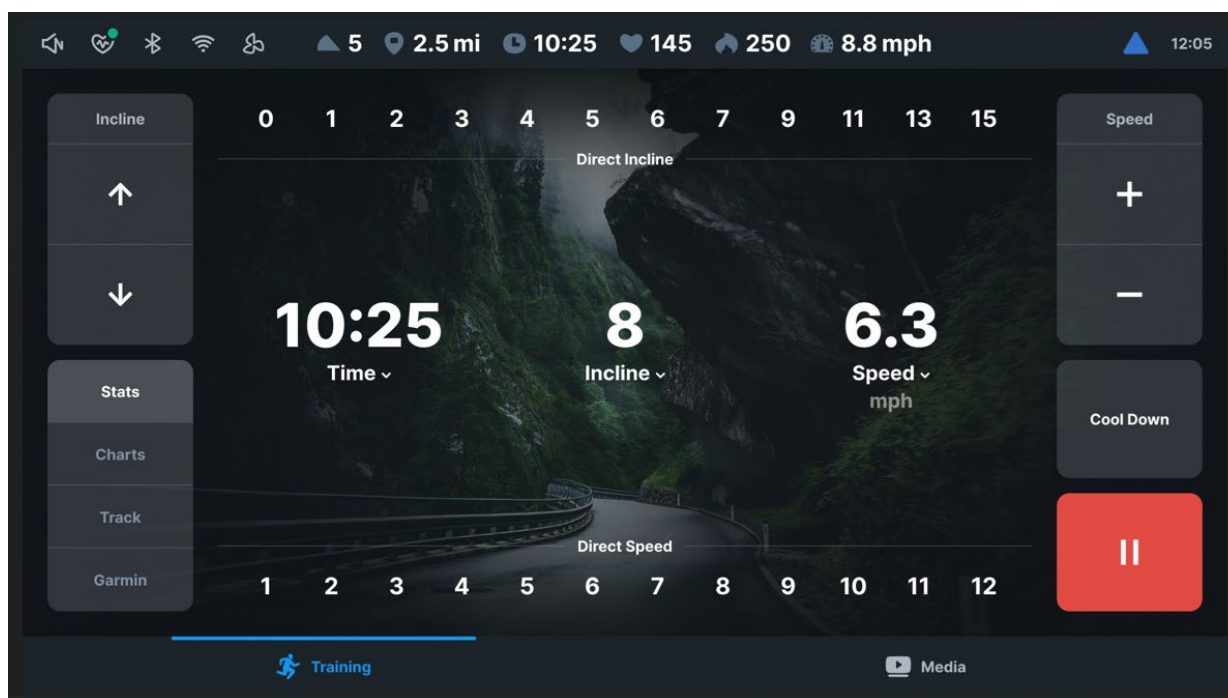 5 2.5 mi 10:25 145 250 8.8 mph 12:05
Incline
0 1 2 3 4 5 6 7 9 11 13 15
Speed
Direct Incline
10:25
8
6.3
Time
Incline
Speed
mph
Stats
Charts
Track
Garmin
Cool Down
Direct Speed
1 2 3 4 5 6 7 8 9 10 11 12
Training
Media